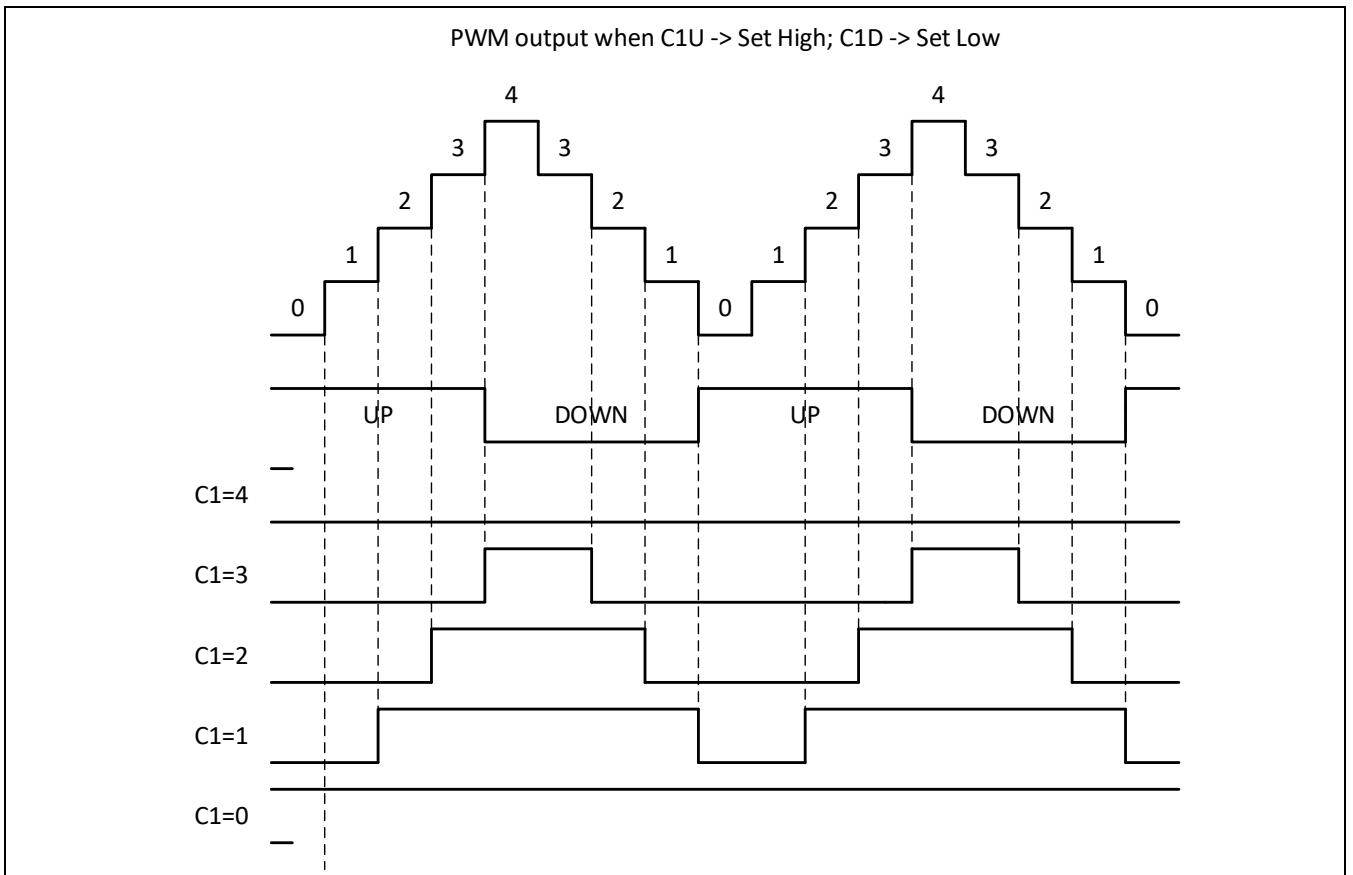 PWM output when C1U -> Set High; C1D -> Set Low
4 4
3 3 3 3
2 2 2 2
1 1 1 1
0 0 0
UP DOWN UP DOWN
C1=4
C1=3
C1=2
C1=1
C1=0